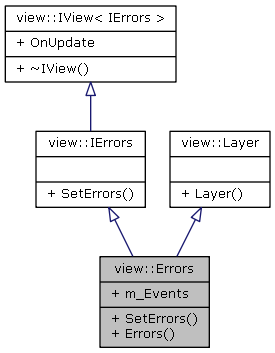 view::IView< IErrors >
+ OnUpdate
+ ~IView()
view::IErrors
+ SetErrors()
view::Layer
+ Layer()
view::Errors
+ m_Events
+ SetErrors()
+ Errors()